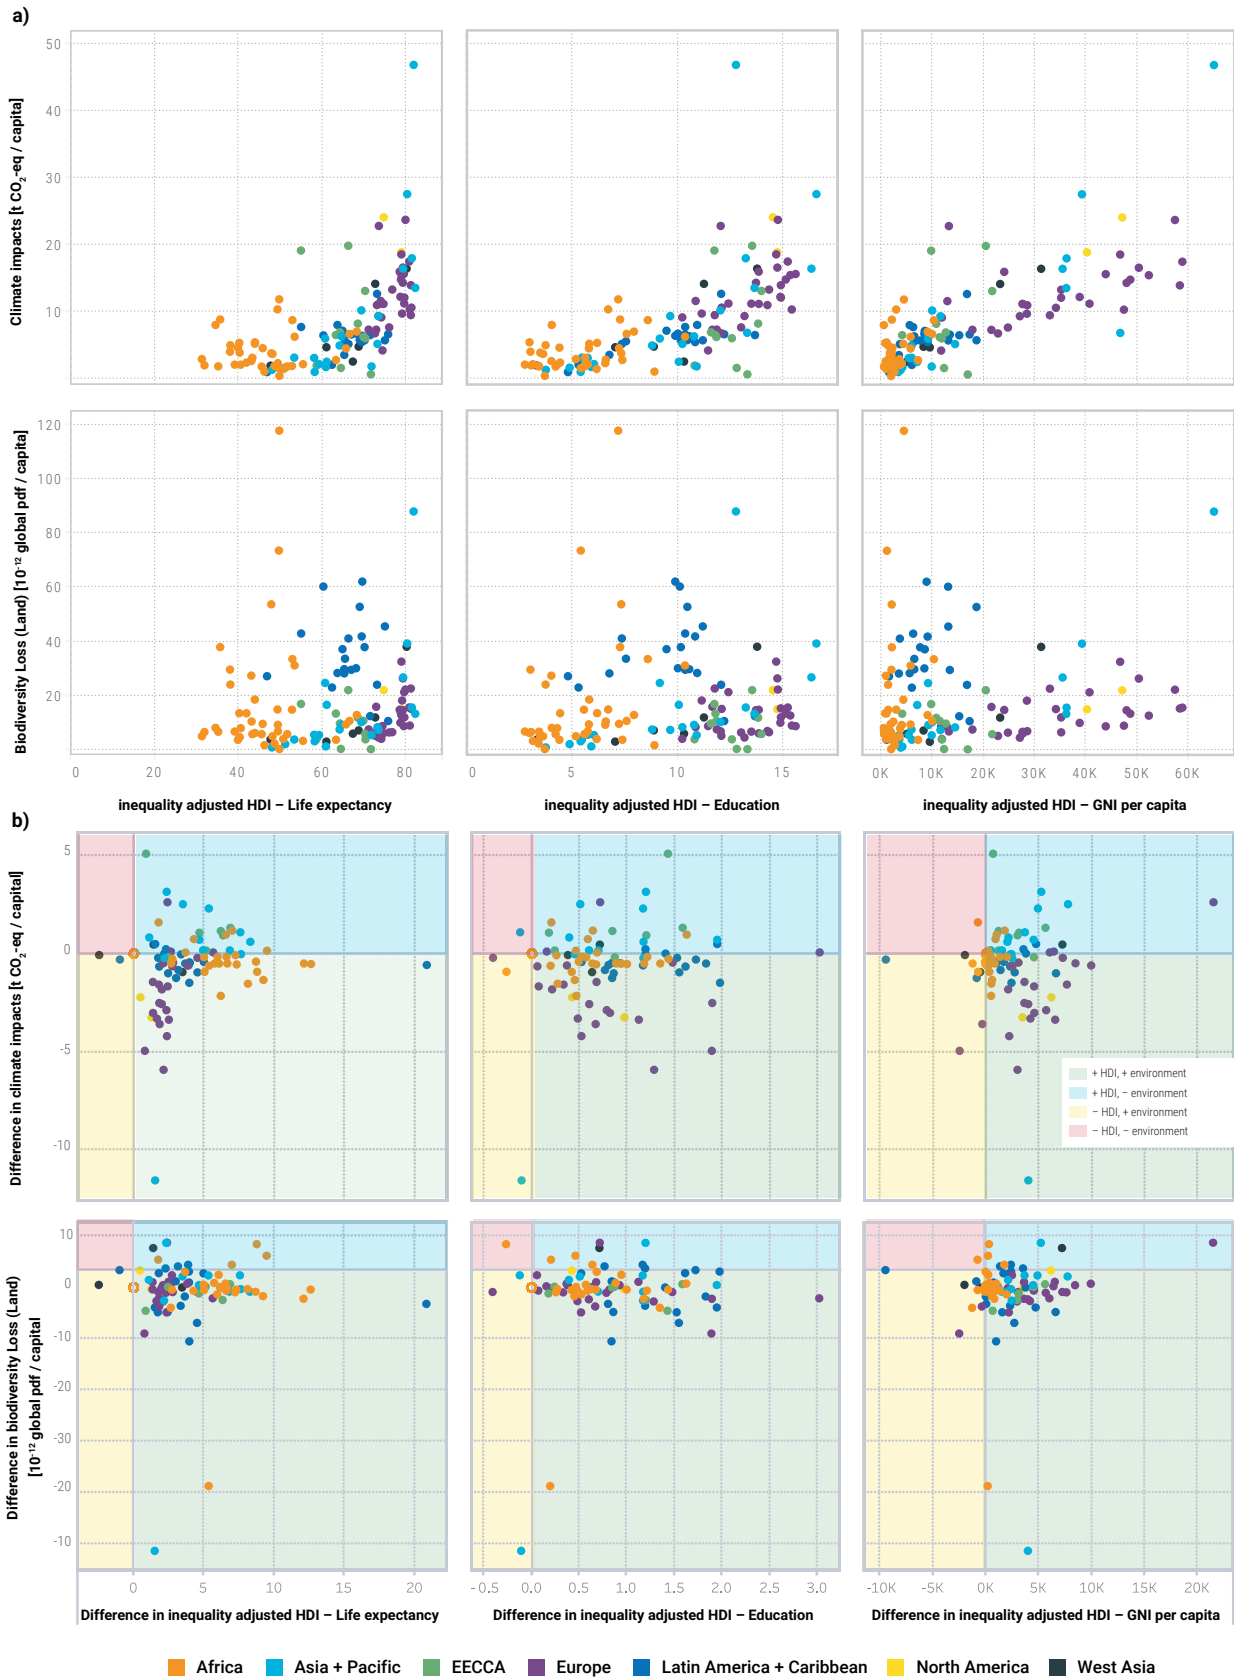 a)
Climate impacts [t CO2-eq / capita]
50
40
30
20
10
Biodiversity Loss (Land) [10-12 global pdf / capita]
120
100
80
60
40
20
0
20
40
60
80
0
5
10
15
0K
10K
20K
30K
40K
50K
60K
inequality adjusted HDI – Life expectancy
inequality adjusted HDI – Education
inequality adjusted HDI – GNI per capita
b)
Difference in climate impacts [t CO2-eq / capital]
5
0
-5
-10
+ HDI, + environment
+ HDI, – environment
– HDI, + environment
– HDI, – environment
Difference in biodiversity Loss (Land)
[10-12 global pdf / capital]
10
0
-10
-20
-30
-20
-10
0
5
10
15
20
-0.5
0.0
0.5
1.0
1.5
2.0
2.5
3.0
-10K
-5K
0K
5K
10K
15K
20K
Difference in inequality adjusted HDI – Life expectancy
Difference in inequality adjusted HDI – Education
Difference in inequality adjusted HDI – GNI per capita
Africa
Asia + Pacific
EECCA
Europe
Latin America + Caribbean
North America
West Asia